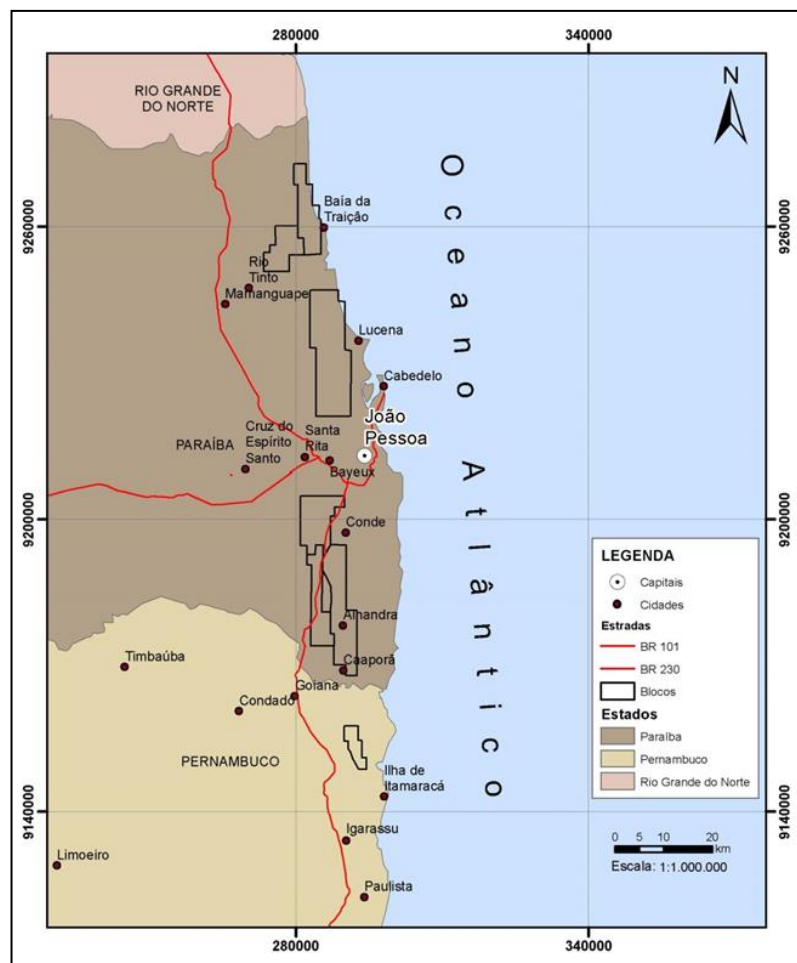 280000
340000
RIO GRANDE
DO NORTE
N
Oceano Atlântico
Baía da
Traição
9260000
9260000
Rio
Tinto
Mamanguape
Lucena
Cabedelo
João
Pessoa
Cruz do
Espírito
Santo
Santa
Rita
PARAÍBA
Bayeux
9200000
9200000
Conde
Alhandra
Caaporã
Timbaúba
Goiana
Condado
PERNAMBUCO
Ilha de
Itamaracá
9140000
9140000
Igarassu
Limoeiro
Paulista
LEGENDA
Capitais
Cidades
Estradas
BR 101
BR 230
Blocos
Estados
Paraíba
Pernambuco
Rio Grande do Norte
0 5 10 20
km
Escala: 1:1.000.000
280000
340000